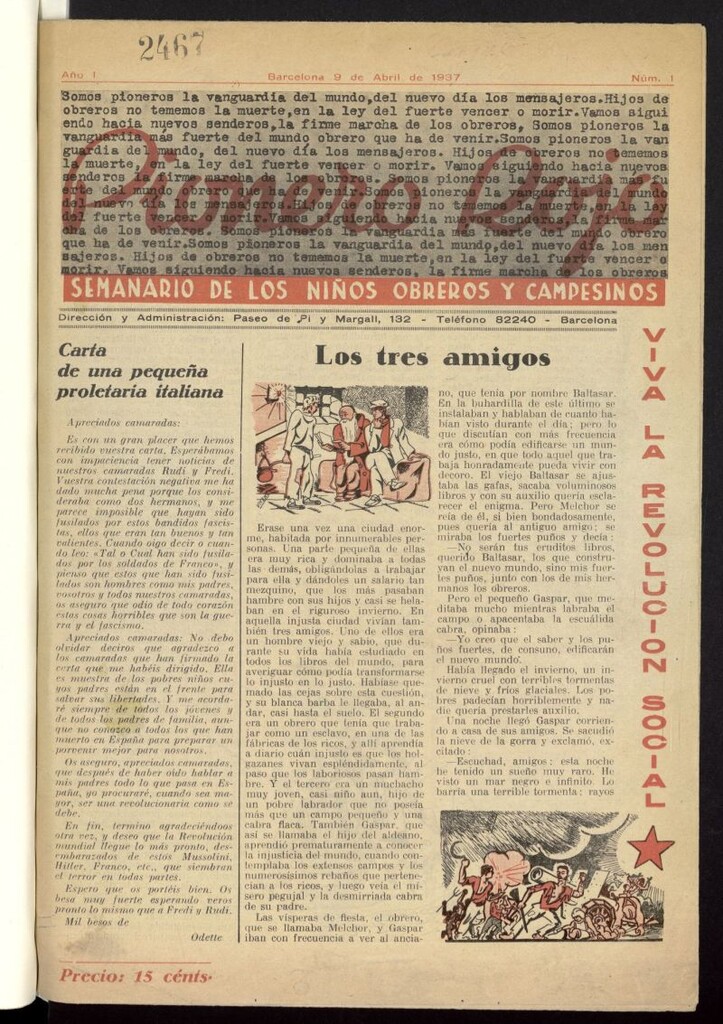 2467
Año I
Barcelona 9 de Abril de 1937
Núm. 1
Somos pioneros la vanguardia del mundo,del nuevo día los mensajeros.Hijos de
obreros no tememos la muerte,en la ley del fuerte vencer o morir.Vamos sigui
endo hacia nuevos senderos,la firme marcha de los obreros, Somos pioneros la
vanguardia más fuerte del mundo obrero que ha de venir.Somos pioneros la van
guardia del mundo, del nuevo día los mensajeros. Hijos de obreros no tememos
la muerte, en la ley del fuerte vencer o morir. Vamos siguiendo hacia nuevos
senderos la firme marcha de los obreros. Somos pioneros la vanguardia más fu
erte del mundo obrero que ha de venir.Somos pioneros la vanguardia del mundo
del nuevo día los mensajeros.Hijos de obreros no tememos la muerte,en la ley
del fuerte vencer o morir.Vamos siguiendo hacia nuevos senderos,la firme mar
cha de los obreros. Somos pioneros la vanguardia más fuerte del mundo obrero
que ha de venir.Somos pioneros la vanguardia del mundo,del nuevo día los men
sajeros. Hijos de obreros no tememos la muerte,en la ley del fuerte vencer o
morir. Vamos siguiendo hacia nuevos senderos, la firme marcha de los obreros
Pionero Rojo
SEMANARIO DE LOS NIÑOS OBREROS Y CAMPESINOS
Dirección y Administración: Paseo de Pi y Margall, 132 - Teléfono 82240 - Barcelona
Carta
de una pequeña
proletaria italiana
Apreciados camaradas:
Es con un gran placer que hemos
recibido vuestra carta, Esperábamos
con impaciencia tener noticias de
nuestros camaradas Rudi y Fredi.
Vuestra contestación negativa me ha
dado mucha pena porque los consi-
deraba como dos hermanos, y me
parece imposible que hayan sido
fusilados por estos bandidos fascis-
tas, ellos que eran tan buenos y tan
valientes. Cuando oigo decir o cuan-
do leo: «Tal o Cual han sido fusila-
dos por los soldados de Franco», y
pienso que estos que han sido fusi-
lados son hombres como mis padres,
vosotros y todos nuestros camaradas,
os aseguro que odio de todo corazón
estas cosas horribles que son la gue-
rra y el fascismo.
Apreciados camaradas: No debo
olvidar deciros que agradezco a
los camaradas que han firmado la
carta que me habéis dirigido. Ella
es muestra de los pobres niños cu-
yos padres están en el frente para
salvar sus libertades. Y me acorda-
ré siempre de todos los jóvenes y
de todos los padres de familia, aun-
que no conozco a todos los que han
muerto en España para preparar un
porvenir mejor para nosotros.
Os aseguro, apreciados camaradas,
que después de haber oído hablar a
mis padres todo lo que pasa en Es-
paña, yo procuraré, cuando sea ma-
yor, ser una revolucionaria como se
debe.
En fin, termino agradeciéndoos
otra vez, y deseo que la Revolución
mundial llegue lo más pronto, des-
embarazados de estos Mussolini,
Hitler, Franco, etc., que siembran
el terror en todas partes.
Espero que os portéis bien. Os
besa muy fuerte esperando veros
pronto lo mismo que a Fredi y Rudi.
Mil besos de
Odette
Precio: 15 cénts.
Los tres amigos
Erase una vez una ciudad enor-
me, habitada por innumerables per-
sonas. Una parte pequeña de ellas
era muy rica y dominaba a todas
las demás, obligándolas a trabajar
para ella y dándoles un salario tan
mezquino, que los más pasaban
hambre con sus hijos y casi se hela-
ban en el riguroso invierno. En
aquella injusta ciudad vivían tam-
bién tres amigos. Uno de ellos era
un hombre viejo y sabio, que du-
rante su vida había estudiado en
todos los libros del mundo, para
averiguar cómo podía transformarse
lo injusto en lo justo. Habíase que-
mado las cejas sobre esta cuestión,
y su blanca barba le llegaba, al an-
dar, casi hasta el suelo. El segundo
era un obrero que tenía que traba-
jar como un esclavo, en una de las
fábricas de los ricos, y allí aprendía
a diario cuán injusto es que los hol-
gazanes vivan espléndidamente, al
paso que los laboriosos pasan ham-
bre. Y el tercero era un muchacho
muy joven, casi niño aun, hijo de
un pobre labrador que no poseía
más que un campo pequeño y una
cabra flaca. También Gaspar, que
así se llamaba el hijo del aldeano,
aprendió prematuramente a conocer
la injusticia del mundo, cuando con-
templaba los extensos campos y los
numerosísimos rebaños que pertene-
cían a los ricos, y luego veía el mí-
sero pegujal y la desmirriada cabra
de su padre.
Las vísperas de fiesta, el obrero,
que se llamaba Melchor, y Gaspar
iban con frecuencia a ver al ancia-
no, que tenía por nombre Baltasar.
En la buhardilla de este último se
instalaban y hablaban de cuanto ha-
bían visto durante el día; pero lo
que discutían con más frecuencia
era cómo podía edificarse un mun-
do justo, en que todo aquel que tra-
baja honradamente pueda vivir con
decoro. El viejo Baltasar se ajus-
taba las gafas, sacaba voluminosos
libros y con su auxilio quería escla-
recer el enigma. Pero Melchor se
reía de él, si bien bondadosamente,
pues quería al antiguo amigo; se
miraba los fuertes puños y decía:
—No serán tus eruditos libros,
querido Baltasar, los que construy-
an el nuevo mundo, sino mis fuer-
tes puños, junto con los de mis her-
manos los obreros.
Pero el pequeño Gaspar, que me-
ditaba mucho mientras labraba el
campo o apacentaba la escuálida
cabra, opinaba:
—Yo creo que el saber y los pu-
ños fuertes, de consuno, edificarán
el nuevo mundo.
Había llegado el invierno, un in-
vierno cruel con terribles tormentas
de nieve y fríos glaciales. Los po-
bres padecían horriblemente y na-
die quería prestarles auxilio.
Una noche llegó Gaspar corrien-
do a casa de sus amigos. Se sacudió
la nieve de la gorra y exclamó, ex-
citado:
—Escuchad, amigos: esta noche
he tenido un sueño muy raro. He
visto un mar negro e infinito. Lo
barría una terrible tormenta: rayos
VIVA LA REVOLUCION SOCIAL